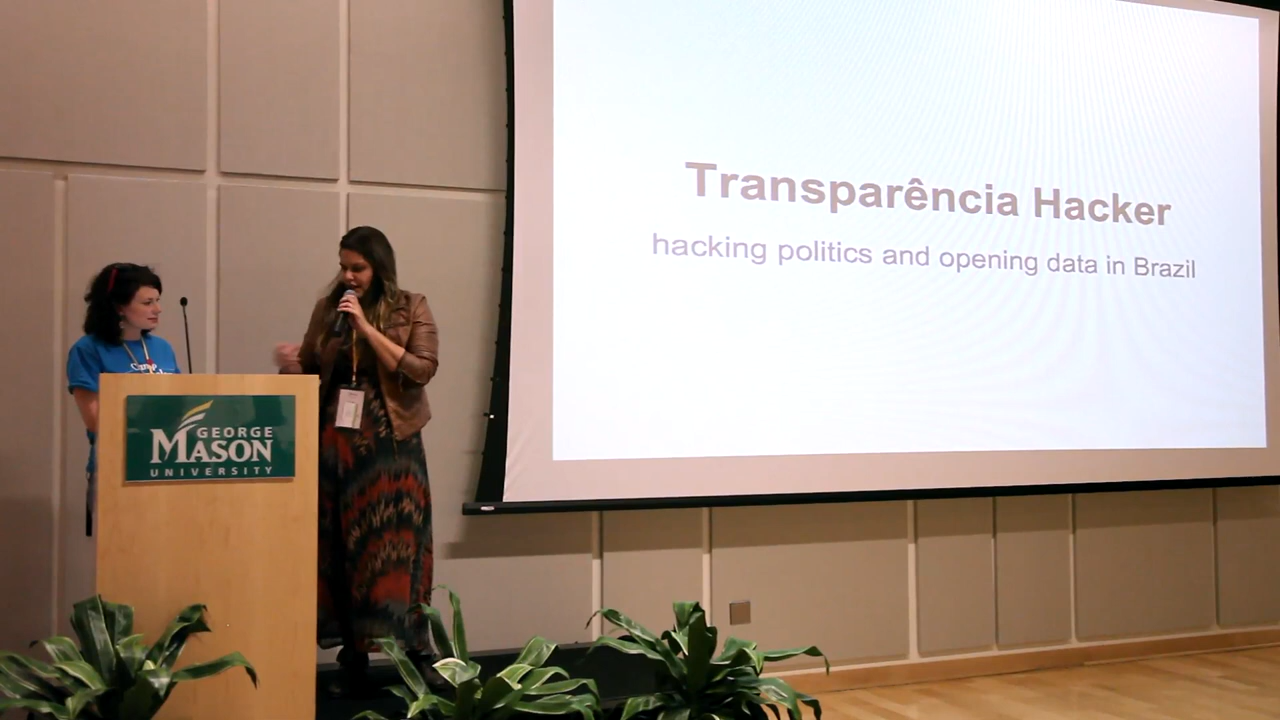 Transparência Hacker
hacking politics and opening data in Brazil
GEORGE
MASON
UNIVERSITY